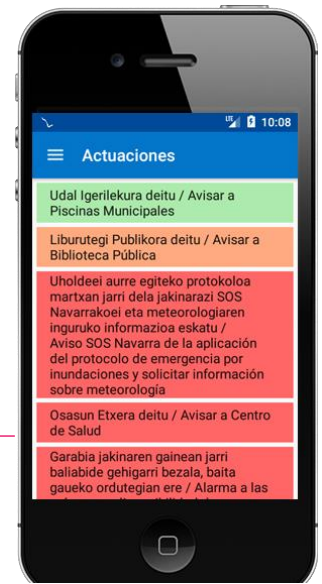 LTE 10:08
Actuaciones
Udal Igerilekura deitu / Avisar a
Piscinas Municipales
Liburutegi Publikora deitu / Avisar a
Biblioteca Pública
Uholdeei aurre egiteko protokoloa
martxan jarri dela jakinarazi SOS
Navarrakoei eta meteorologiaren
inguruko informazioa eskatu /
Aviso SOS Navarra de la aplicación
del protocolo de emergencia por
inundaciones y solicitar información
sobre meteorología
Osasun Etxera deitu / Avisar a Centro
de Salud
Garabia jakinaren gainean jarri
baliabide gehigarri bezala, baita
gaueko ordutegian ere / Alarma a las